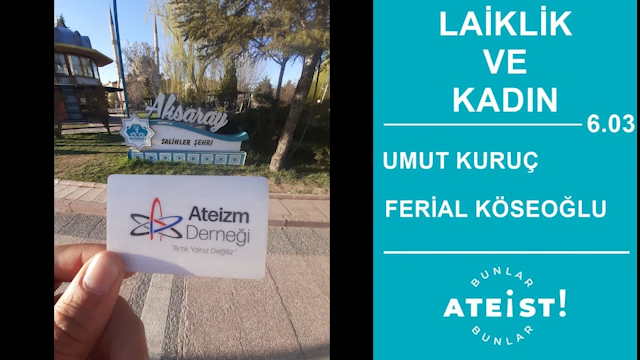 Aksaray
SALİHLER ŞEHRİ
Ateizm
Derneği
"Artık Yalnız Değiliz"
LAİKLİK
VE
KADIN
6.03
UMUT KURUÇ
FERİAL KÖSEOĞLU
BUNLAR
ATEİST!
BUNLAR